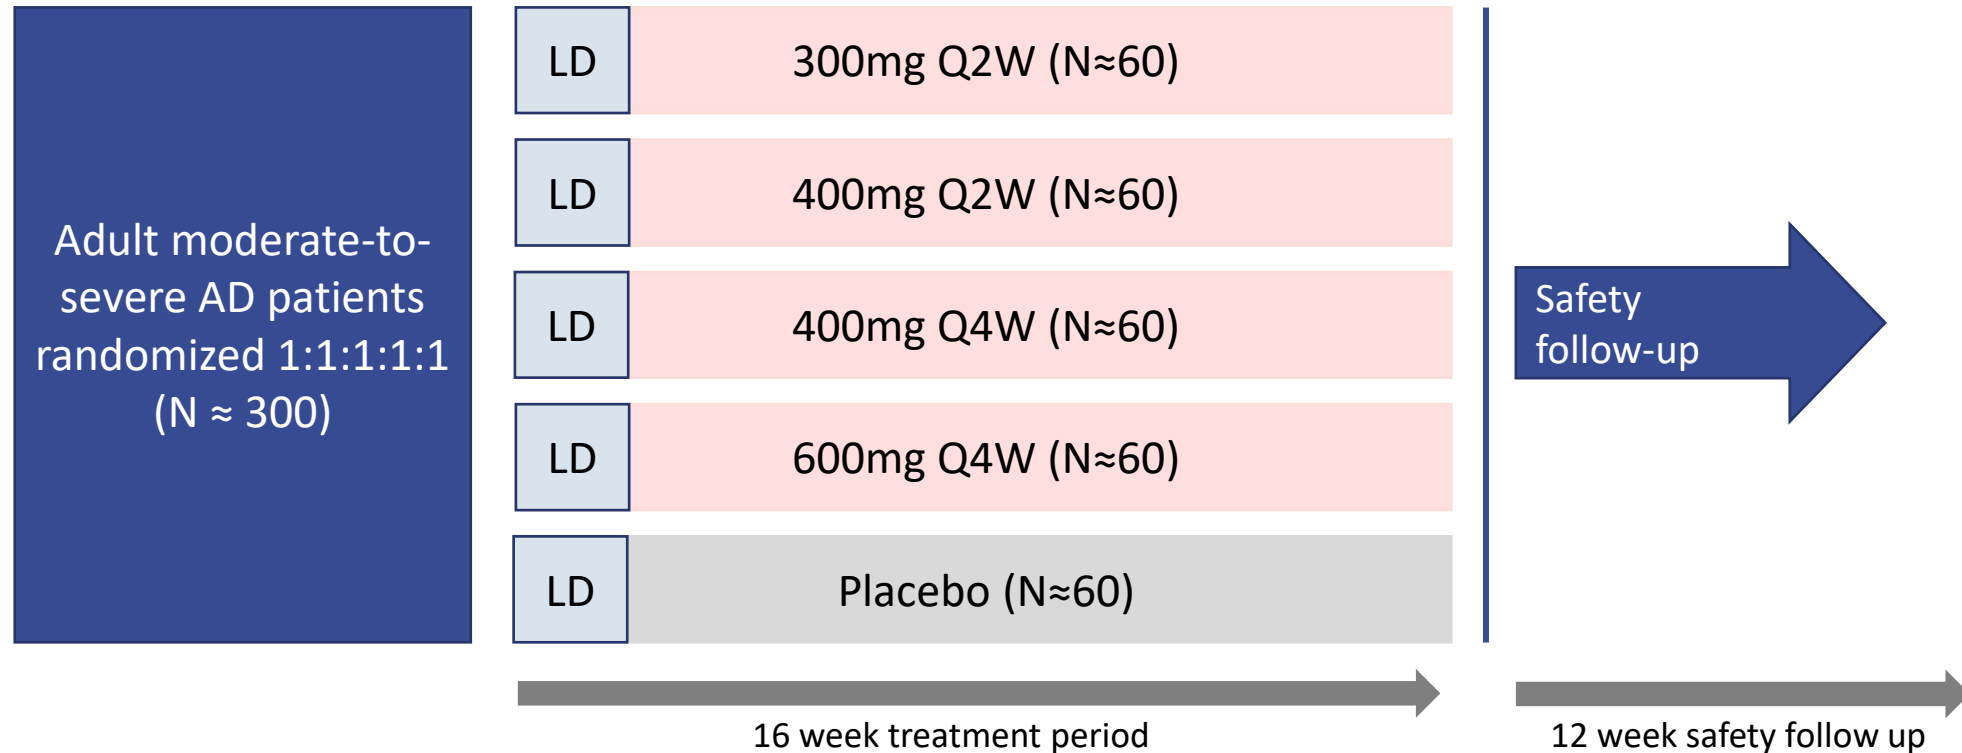 Adult moderate-to-
severe AD patients
randomized 1:1:1:1:1
(N ≈ 300)
LD
300mg Q2W (N≈60)
LD
400mg Q2W (N≈60)
LD
400mg Q4W (N≈60)
LD
600mg Q4W (N≈60)
LD
Placebo (N≈60)
Safety
follow-up
16 week treatment period
12 week safety follow up